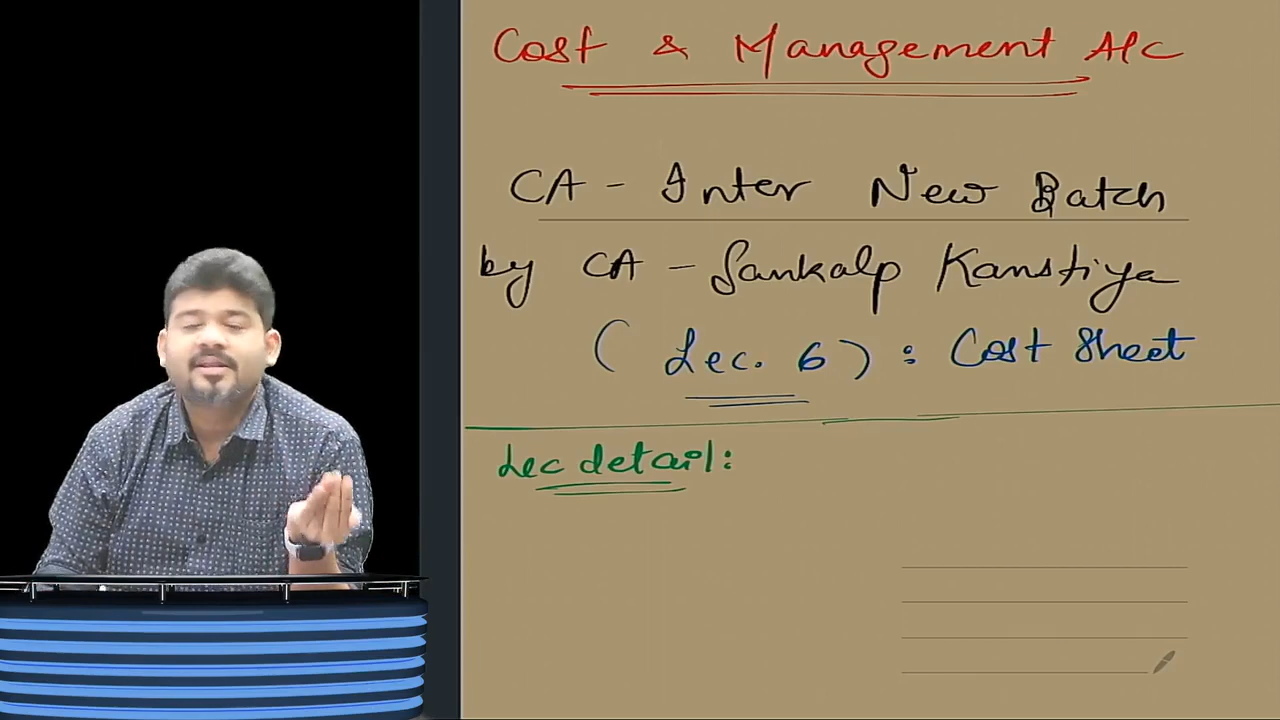 Cost & Management A/c
CA - Inter New Batch
by CA - Sankalp Kanstiya
(Lec. 6) : Cost Sheet
Lec detail: